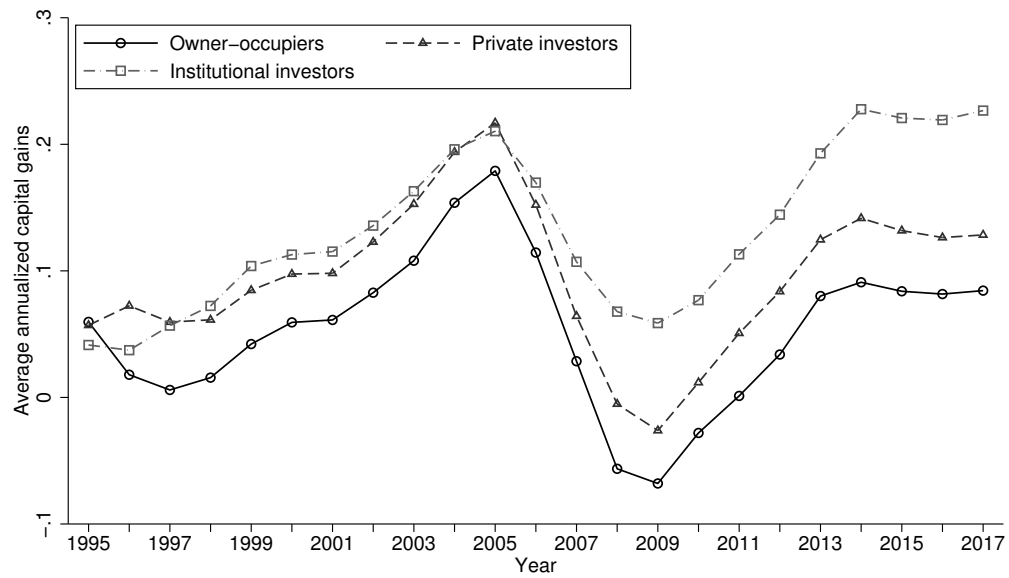 Owner−occupiers
Private investors
Institutional investors
Average annualized capital gains
.3
.2
.1
0
−.1
1995 1997 1999 2001 2003 2005 2007 2009 2011 2013 2015 2017
Year